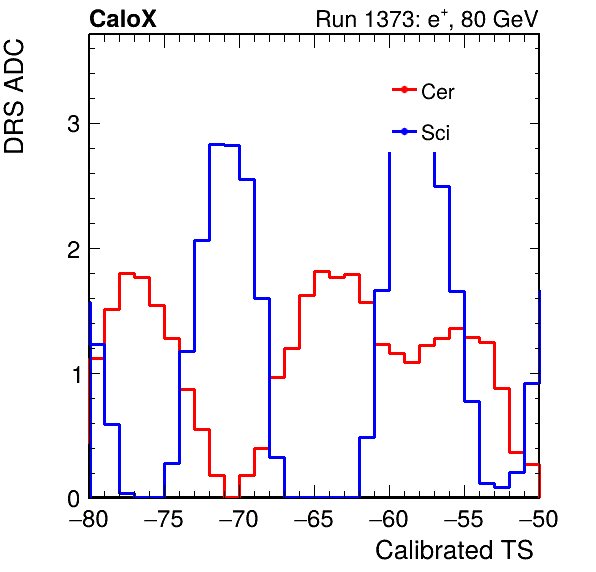 CaloX Run 1373: e⁺, 80 GeV
DRS ADC
Cer
Sci
3
2
1
0
−80 −75 −70 −65 −60 −55 −50
Calibrated TS